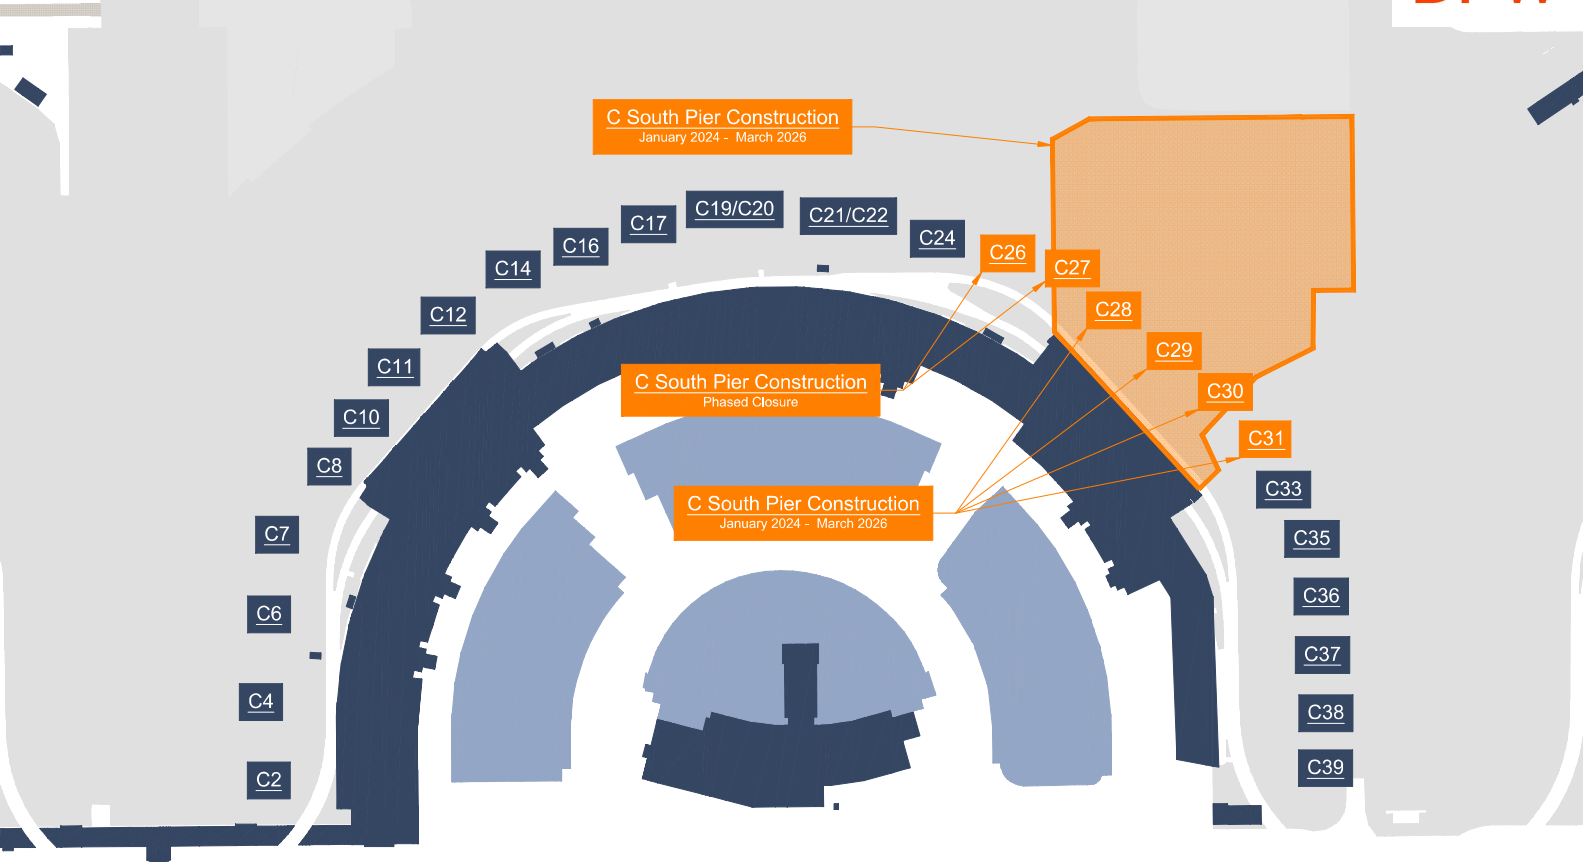 C South Pier Construction
January 2024 - March 2026
C19/C20
C21/C22
C17
C24
C16
C26
C14
C27
C12
C28
C11
C29
C South Pier Construction
Phased Closure
C30
C10
C31
C8
C33
C South Pier Construction
January 2024 - March 2026
C7
C35
C6
C36
C37
C4
C38
C2
C39